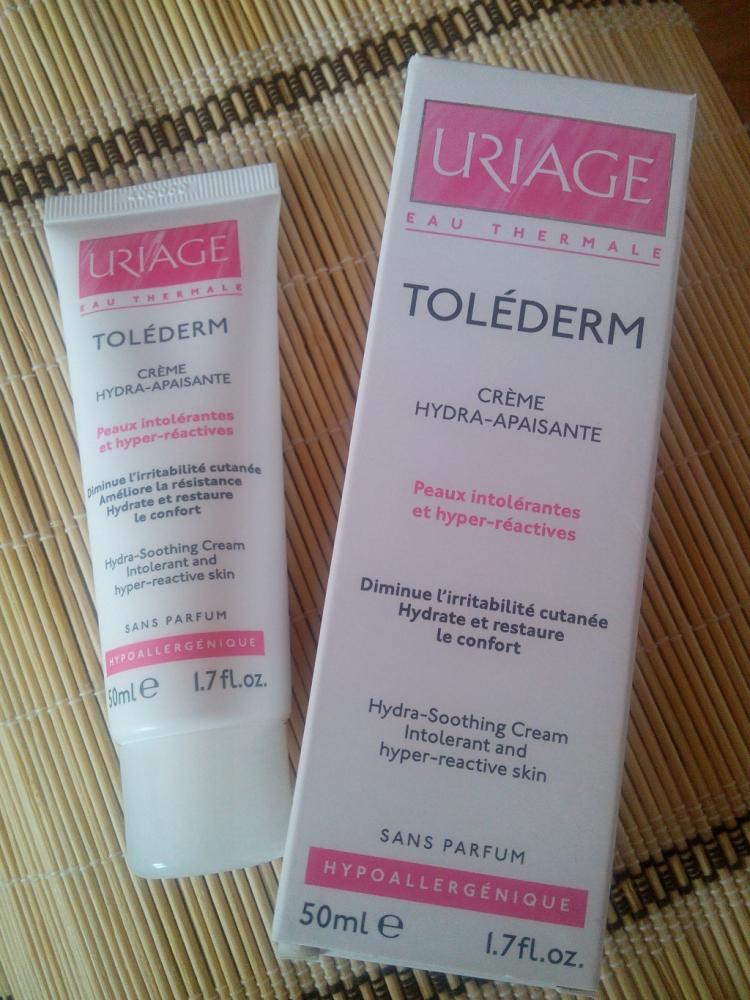 URIAGE
EAU THERMALE
TOLÉDERM
CRÈME
HYDRA-APAISANTE
Peaux intolérantes
et hyper-réactives
Diminue l'irritabilité cutanée
Améliore la résistance
Hydrate et restaure
le confort
Hydra-Soothing Cream
Intolerant and
hyper-reactive skin
SANS PARFUM
HYPOALLERGÉNIQUE
50ml e 1.7fl.oz.
URIAGE
EAU THERMALE
TOLÉDERM
CRÈME
HYDRA-APAISANTE
Peaux intolérantes
et hyper-réactives
Diminue l'irritabilité cutanée
Hydrate et restaure
le confort
Hydra-Soothing Cream
Intolerant and
hyper-reactive skin
SANS PARFUM
HYPOALLERGÉNIQUE
50ml e 1.7fl.oz.